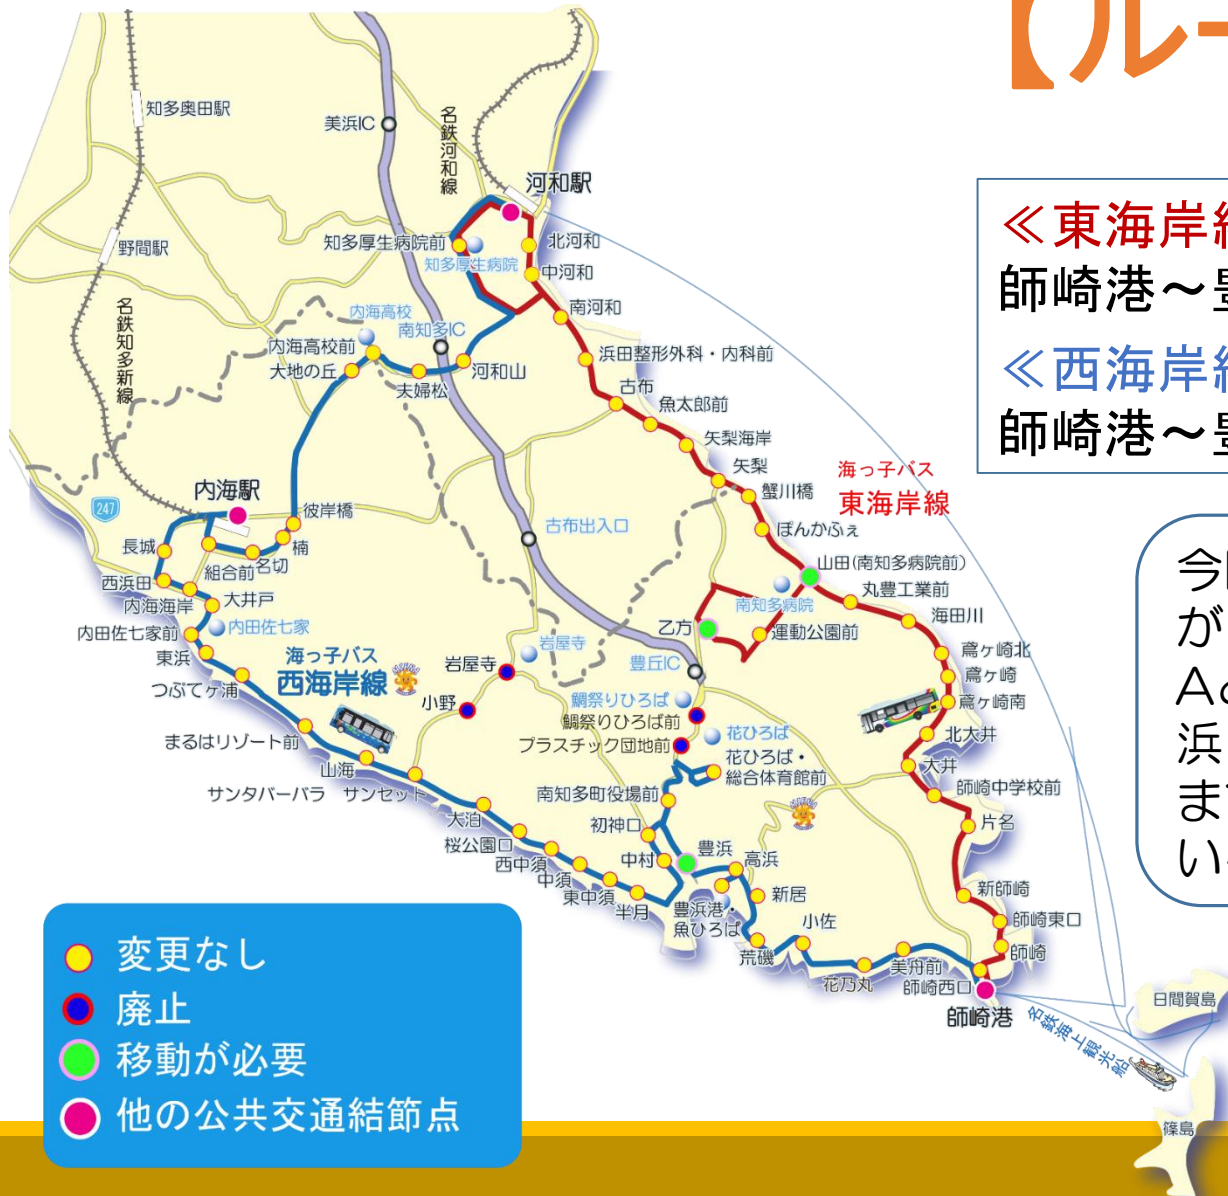 【ルー
≪東海岸線
師崎港～豊
≪西海岸線
師崎港～豊
今
が
A
浜
ま
い
知多奥田駅
美浜IC
名鉄河和線
河和駅
野間駅
知多厚生病院前
知多厚生病院
北河和
中河和
南河和
名鉄知多新線
内海高校
南知多IC
内海高校前
大地の丘
夫婦松
河和山
浜田整形外科・内科前
古布
魚太郎前
矢梨海岸
矢梨
蟹川橋
海っ子バス
東海岸線
ぽんかふぇ
内海駅
247
彼岸橋
楠
名切
組合前
長城
西浜田
内海海岸
大井戸
内田佐七家前
内田佐七家
東浜
つぶてヶ浦
古布出入口
山田(南知多病院前)
南知多病院
丸豊工業前
海田川
乙方
運動公園前
豊丘IC
鳶ヶ崎北
鳶ヶ崎
鳶ヶ崎南
北大井
大井
師崎中学校前
片名
海っ子バス
西海岸線
岩屋寺
岩屋寺
小野
鯛祭りひろば
鯛祭りひろば前
プラスチック団地前
花ひろば
花ひろば・
総合体育館前
まるはリゾート前
山海
サンタバーバラ
サンセット
大泊
桜公園口
西中須
中須
東中須
半月
南知多町役場前
初神口
中村
豊浜
高浜
新居
豊浜港・
魚ひろば
荒磯
小佐
花乃丸
美舟前
師崎西口
師崎港
新師崎
師崎東口
師崎
名鉄海上観光船
日間賀島
篠島
変更なし
廃止
移動が必要
他の公共交通結節点